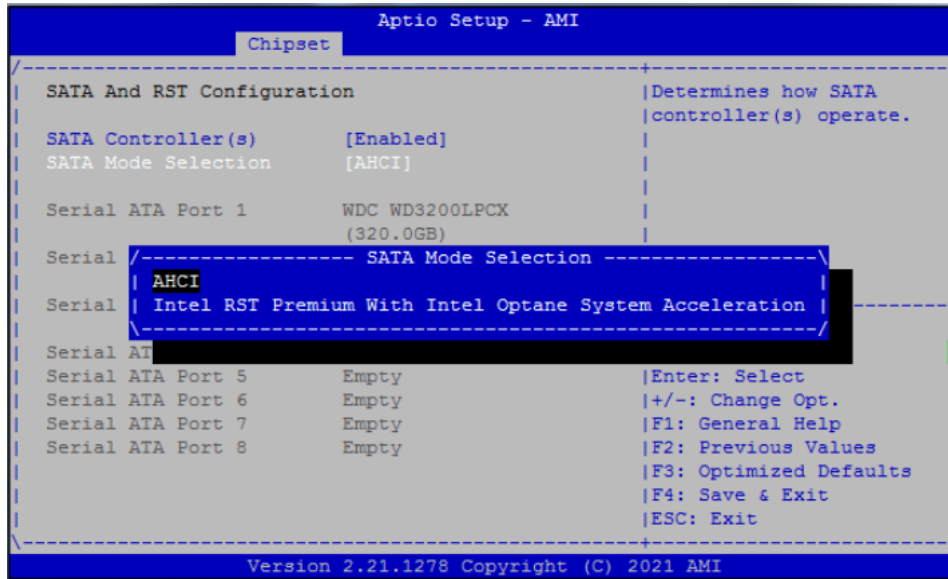 Aptio Setup - AMI
Chipset
SATA And RST Configuration
Determines how SATA
controller(s) operate.
SATA Controller(s) [Enabled]
SATA Mode Selection [AHCI]
Serial ATA Port 1 WDC WD3200LPCX
(320.0GB)
Serial
SATA Mode Selection
AHCI
Serial
Intel RST Premium With Intel Optane System Acceleration
Serial AT
Serial ATA Port 5 Empty
Enter: Select
Serial ATA Port 6 Empty
+/-: Change Opt.
Serial ATA Port 7 Empty
F1: General Help
Serial ATA Port 8 Empty
F2: Previous Values
F3: Optimized Defaults
F4: Save & Exit
ESC: Exit
Version 2.21.1278 Copyright (C) 2021 AMI